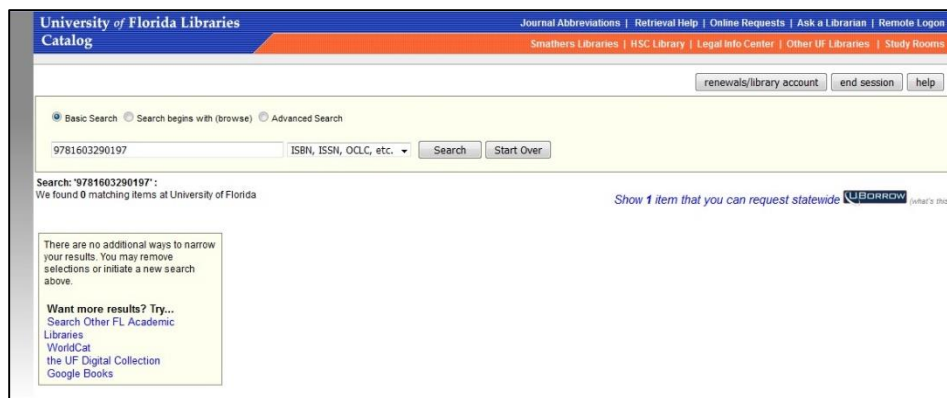 University of Florida Libraries
Journal Abbreviations | Retrieval Help | Online Requests | Ask a Librarian | Remote Logon
Catalog
Smathers Libraries | HSC Library | Legal Info Center | Other UF Libraries | Study Rooms
renewals/library account end session help
Basic Search Search begins with (browse) Advanced Search
9781603290197 ISBN, ISSN, OCLC, etc. Search Start Over
Search: '9781603290197' :
We found 0 matching items at University of Florida
Show 1 item that you can request statewide UBORROW (what's this
There are no additional ways to narrow
your results. You may remove
selections or initiate a new search
above.
Want more results? Try...
Search Other FL Academic
Libraries
WorldCat
the UF Digital Collection
Google Books